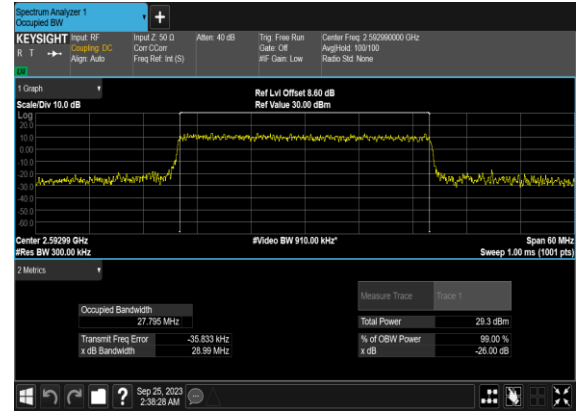 Spectrum Analyzer 1
Occupied BW
KEYSIGHT Input: RF Input Z: 50 Ω Atten: 40 dB Trig: Free Run Center Freq: 2.592990000 GHz
R T Coupling: DC Corr CCorr Gate: Off Avg|Hold: 100/100
Align: Auto Freq Ref: Int (S) #IF Gain: Low Radio Std: None
LV
1 Graph
Ref Lvl Offset 8.60 dB
Scale/Div 10.0 dB Ref Value 30.00 dBm
Log
20.0
10.0
0.00
-10.0
-20.0
-30.0
-40.0
-50.0
-60.0
Center 2.59299 GHz #Video BW 910.00 kHz* Span 60 MHz
#Res BW 300.00 kHz Sweep 1.00 ms (1001 pts)
2 Metrics
Measure Trace Trace 1
Occupied Bandwidth
27.795 MHz Total Power 29.3 dBm
Transmit Freq Error -35.833 kHz % of OBW Power 99.00 %
x dB Bandwidth 28.99 MHz x dB -26.00 dB
? Sep 25, 2023
2:38:28 AM